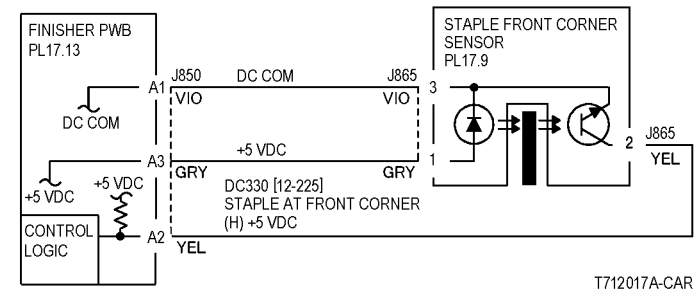 FINISHER PWB
PL17.13
STAPLE FRONT CORNER
SENSOR
PL17.9
A1
J850
DC COM
J865
3
VIO
VIO
DC COM
A3
+5 VDC
1
2
J865
GRY
GRY
YEL
+5 VDC
+5 VDC
DC330 [12-225]
STAPLE AT FRONT CORNER
(H) +5 VDC
CONTROL
LOGIC
A2
YEL
T712017A-CAR